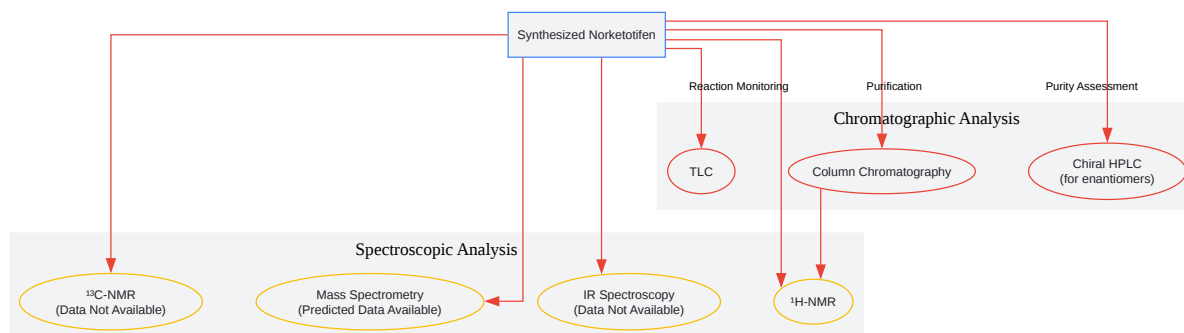 Synthesized Norketotifen
Reaction Monitoring
Purification
Purity Assessment
Chromatographic Analysis
TLC
Column Chromatography
Chiral HPLC
(for enantiomers)
Spectroscopic Analysis
¹³C-NMR
(Data Not Available)
Mass Spectrometry
(Predicted Data Available)
IR Spectroscopy
(Data Not Available)
¹H-NMR